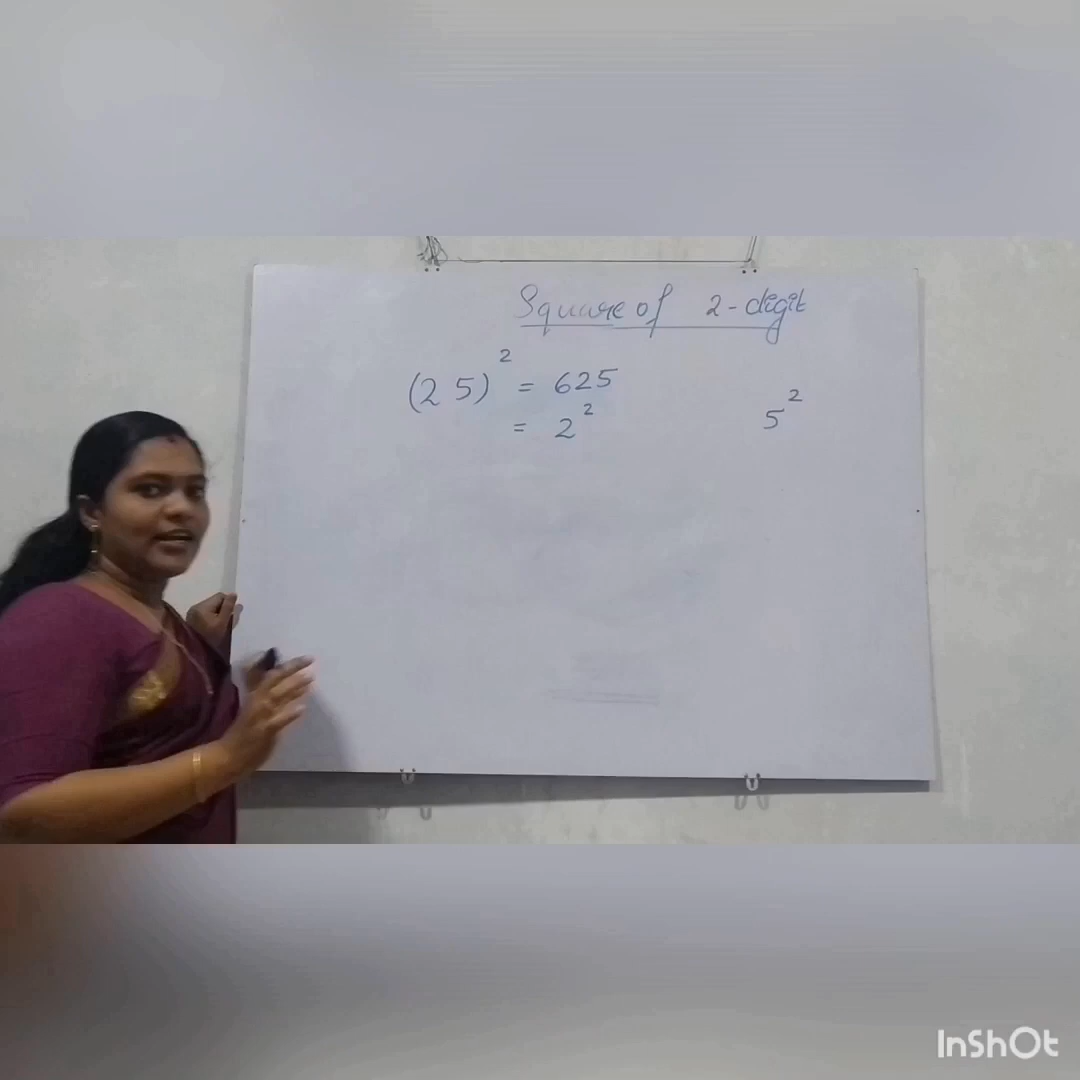 Square of 2-digit
(25)² = 625
= 2² 5²
InShOt